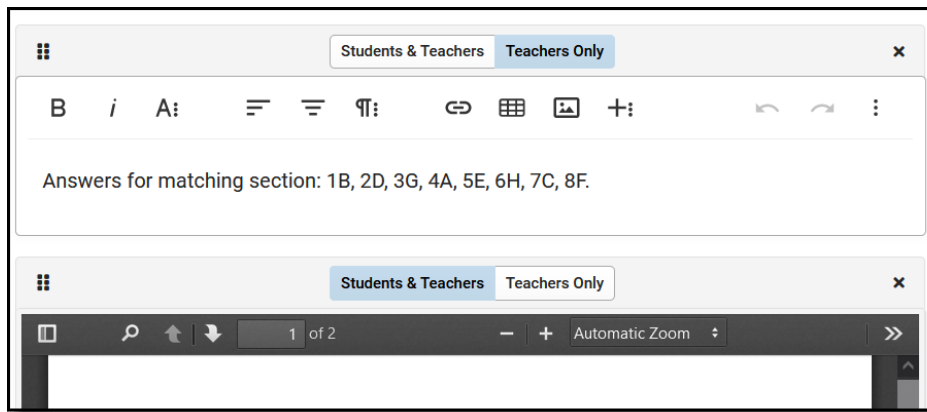 Students & Teachers Teachers Only
B i A
Answers for matching section: 1B, 2D, 3G, 4A, 5E, 6H, 7C, 8F.
Students & Teachers Teachers Only
1 of 2 Automatic Zoom